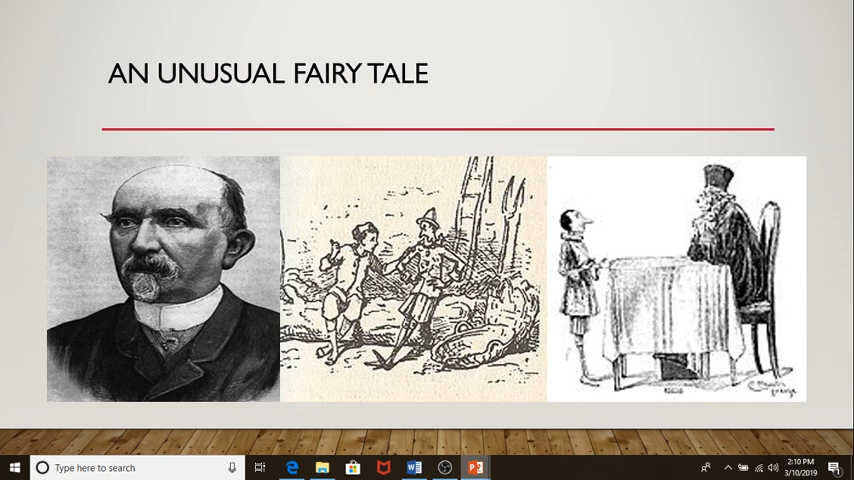 AN UNUSUAL FAIRY TALE
Type here to search
2:10 PM
3/10/2019